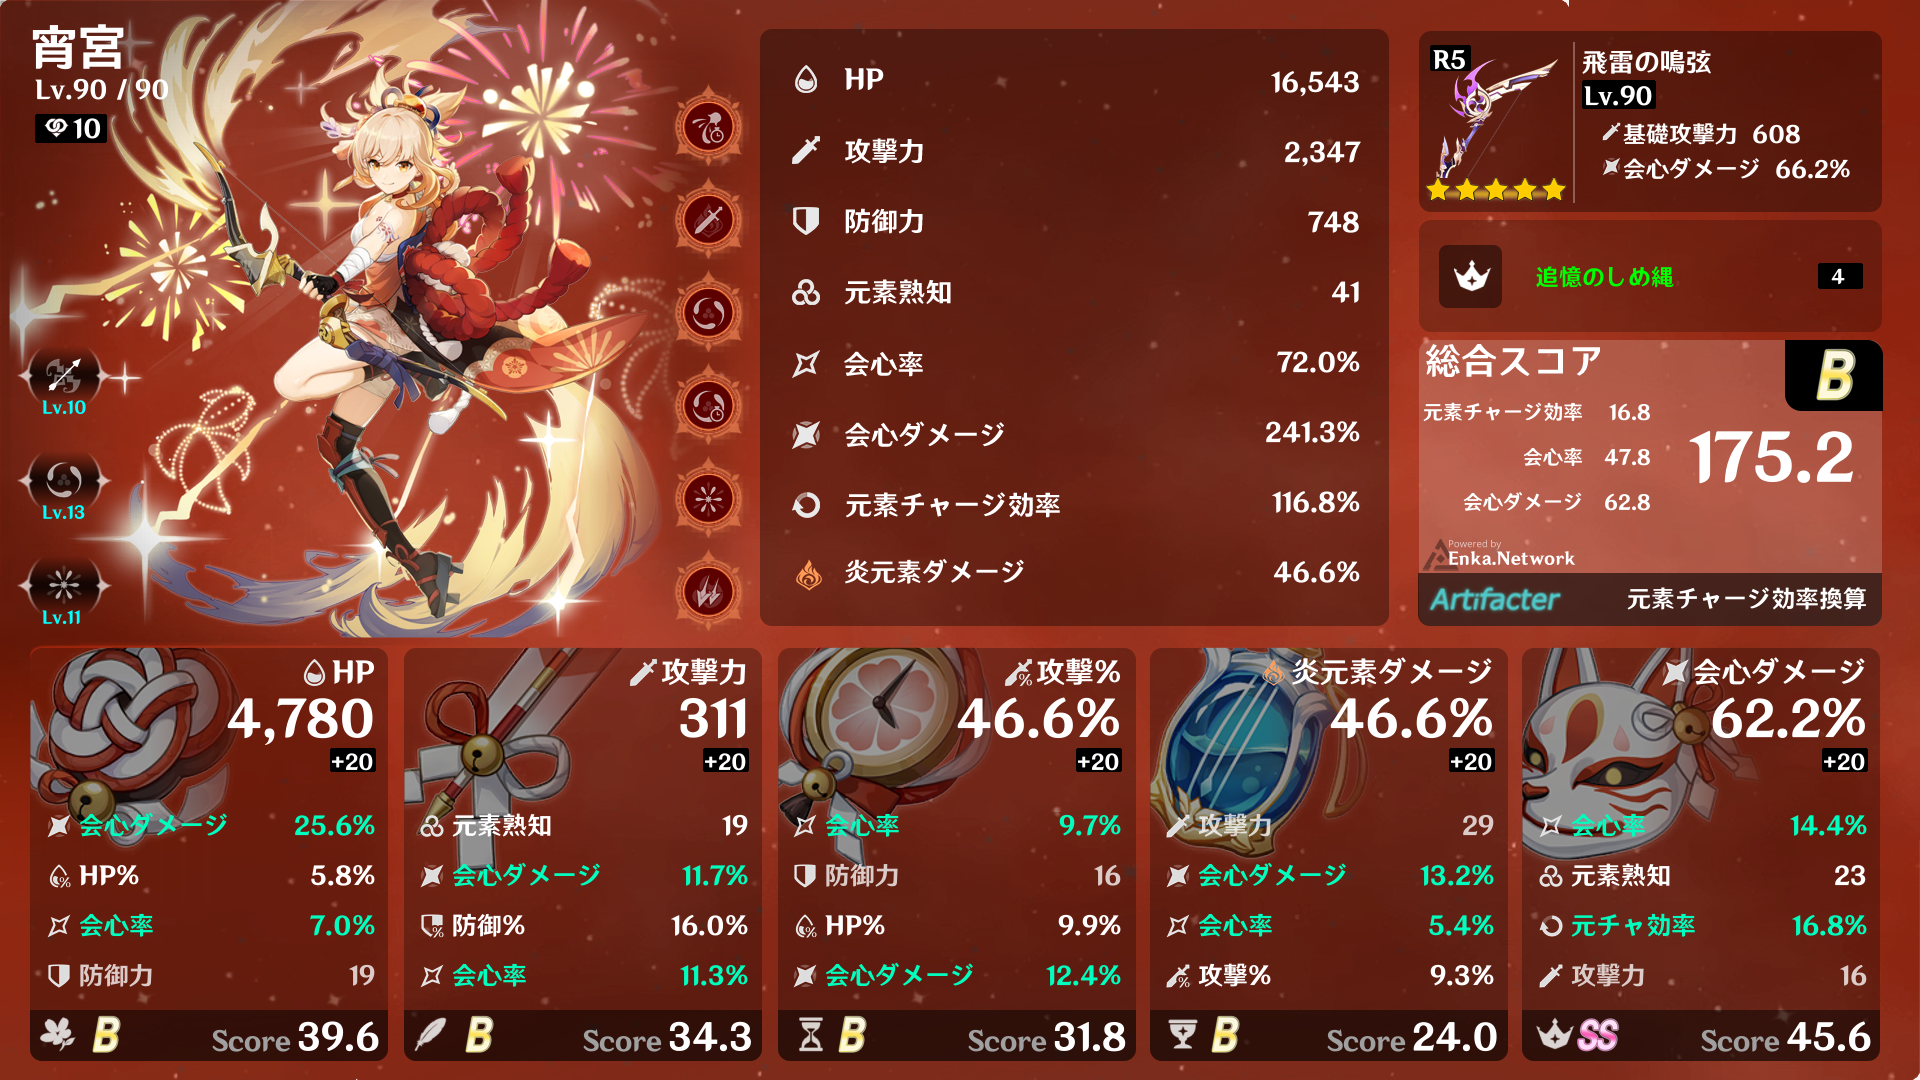 宵宮
Lv.90 / 90
10
Lv.10
Lv.13
Lv.11
HP 16,543
攻撃力 2,347
防御力 748
元素熟知 41
会心率 72.0%
会心ダメージ 241.3%
元素チャージ効率 116.8%
炎元素ダメージ 46.6%
R5
飛雷の鳴弦
Lv.90
基礎攻撃力 608
会心ダメージ 66.2%
追憶のしめ縄 4
総合スコア B
元素チャージ効率 16.8
会心率 47.8
会心ダメージ 62.8
175.2
Powered by
Enka.Network
Artifacter 元素チャージ効率換算
HP
4,780
+20
会心ダメージ 25.6%
HP% 5.8%
会心率 7.0%
防御力 19
B Score 39.6
攻撃力
311
+20
元素熟知 19
会心ダメージ 11.7%
防御% 16.0%
会心率 11.3%
B Score 34.3
攻撃%
46.6%
+20
会心率 9.7%
防御力 16
HP% 9.9%
会心ダメージ 12.4%
B Score 31.8
炎元素ダメージ
46.6%
+20
攻撃力 29
会心ダメージ 13.2%
会心率 5.4%
攻撃% 9.3%
B Score 24.0
会心ダメージ
62.2%
+20
会心率 14.4%
元素熟知 23
元チャ効率 16.8%
攻撃力 16
SS Score 45.6